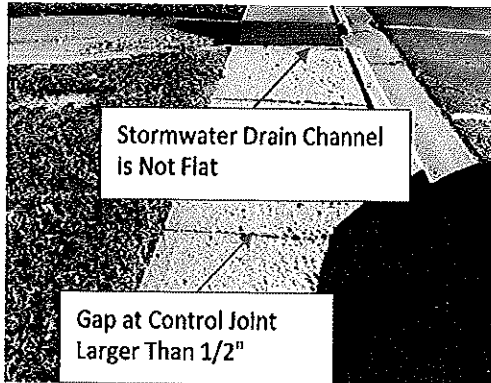 Stormwater Drain Channel
is Not Flat
Gap at Control Joint
Larger Than 1/2"